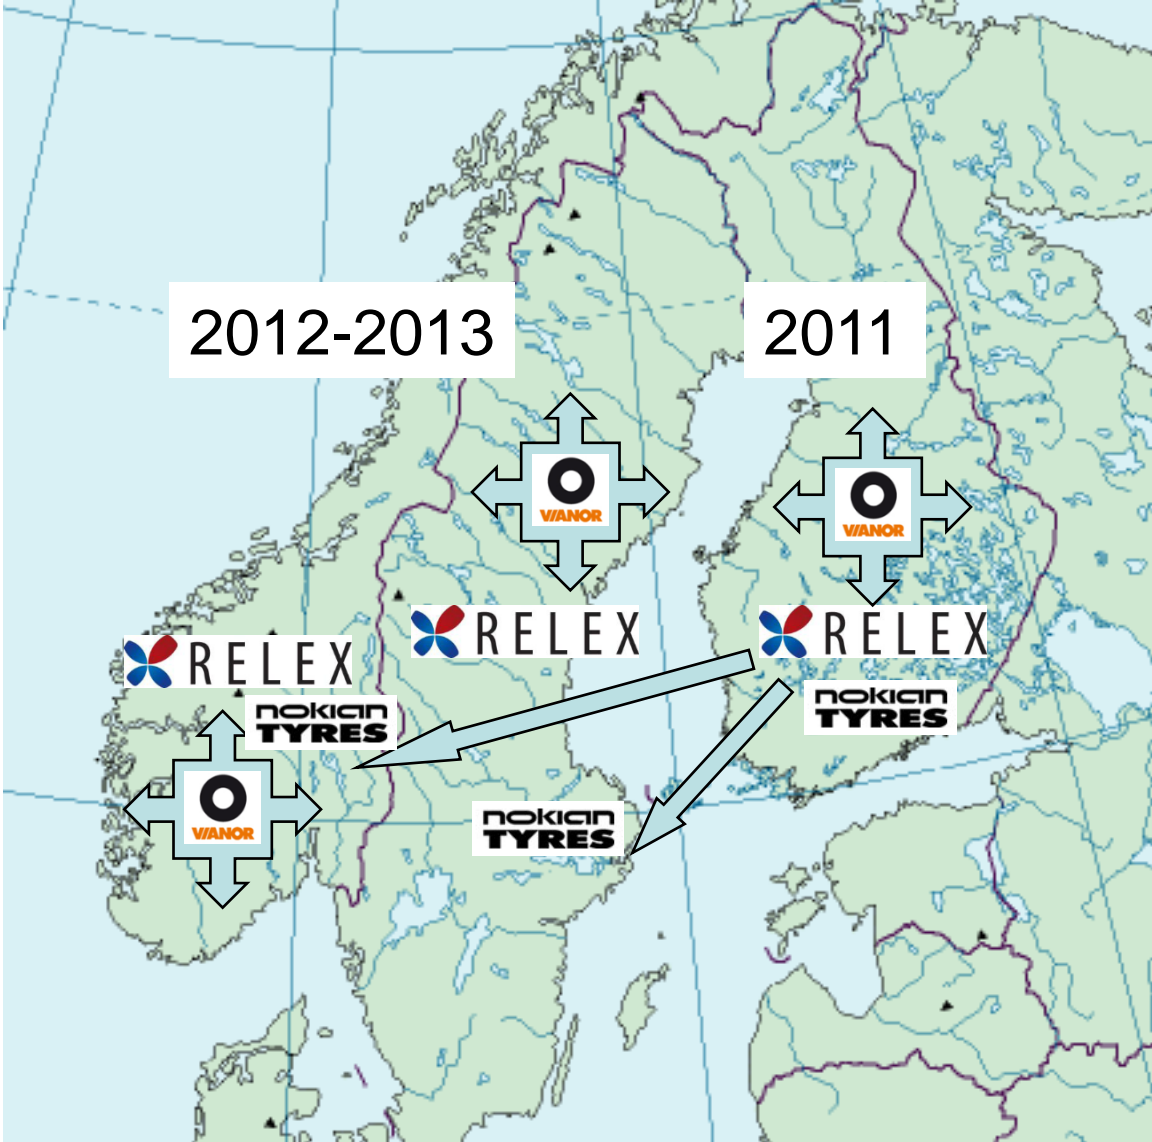 2012-2013
2011
VIANOR
VIANOR
RELEX
RELEX
RELEX
nokian
TYRES
nokian
TYRES
VIANOR
nokian
TYRES